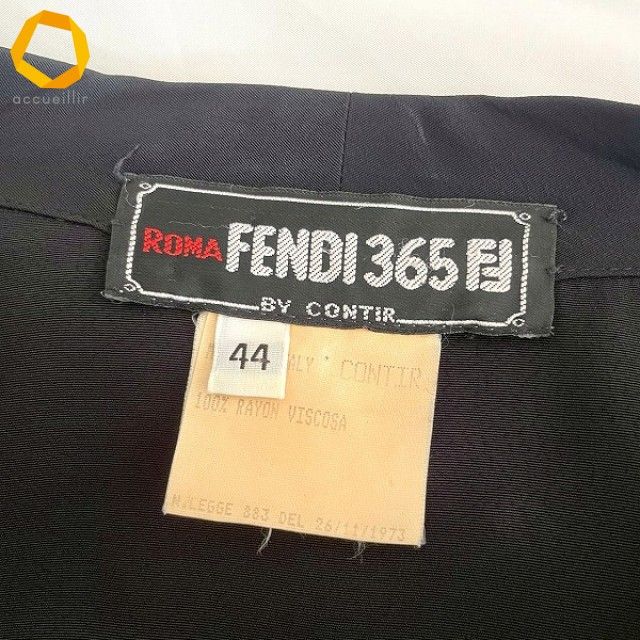 accueillir
ROMA FENDI 365 FF
BY CONTIR
44
CONTIR
100% RAYON VISCOSA
N.LEGGE 883 DEL 26/11/1973